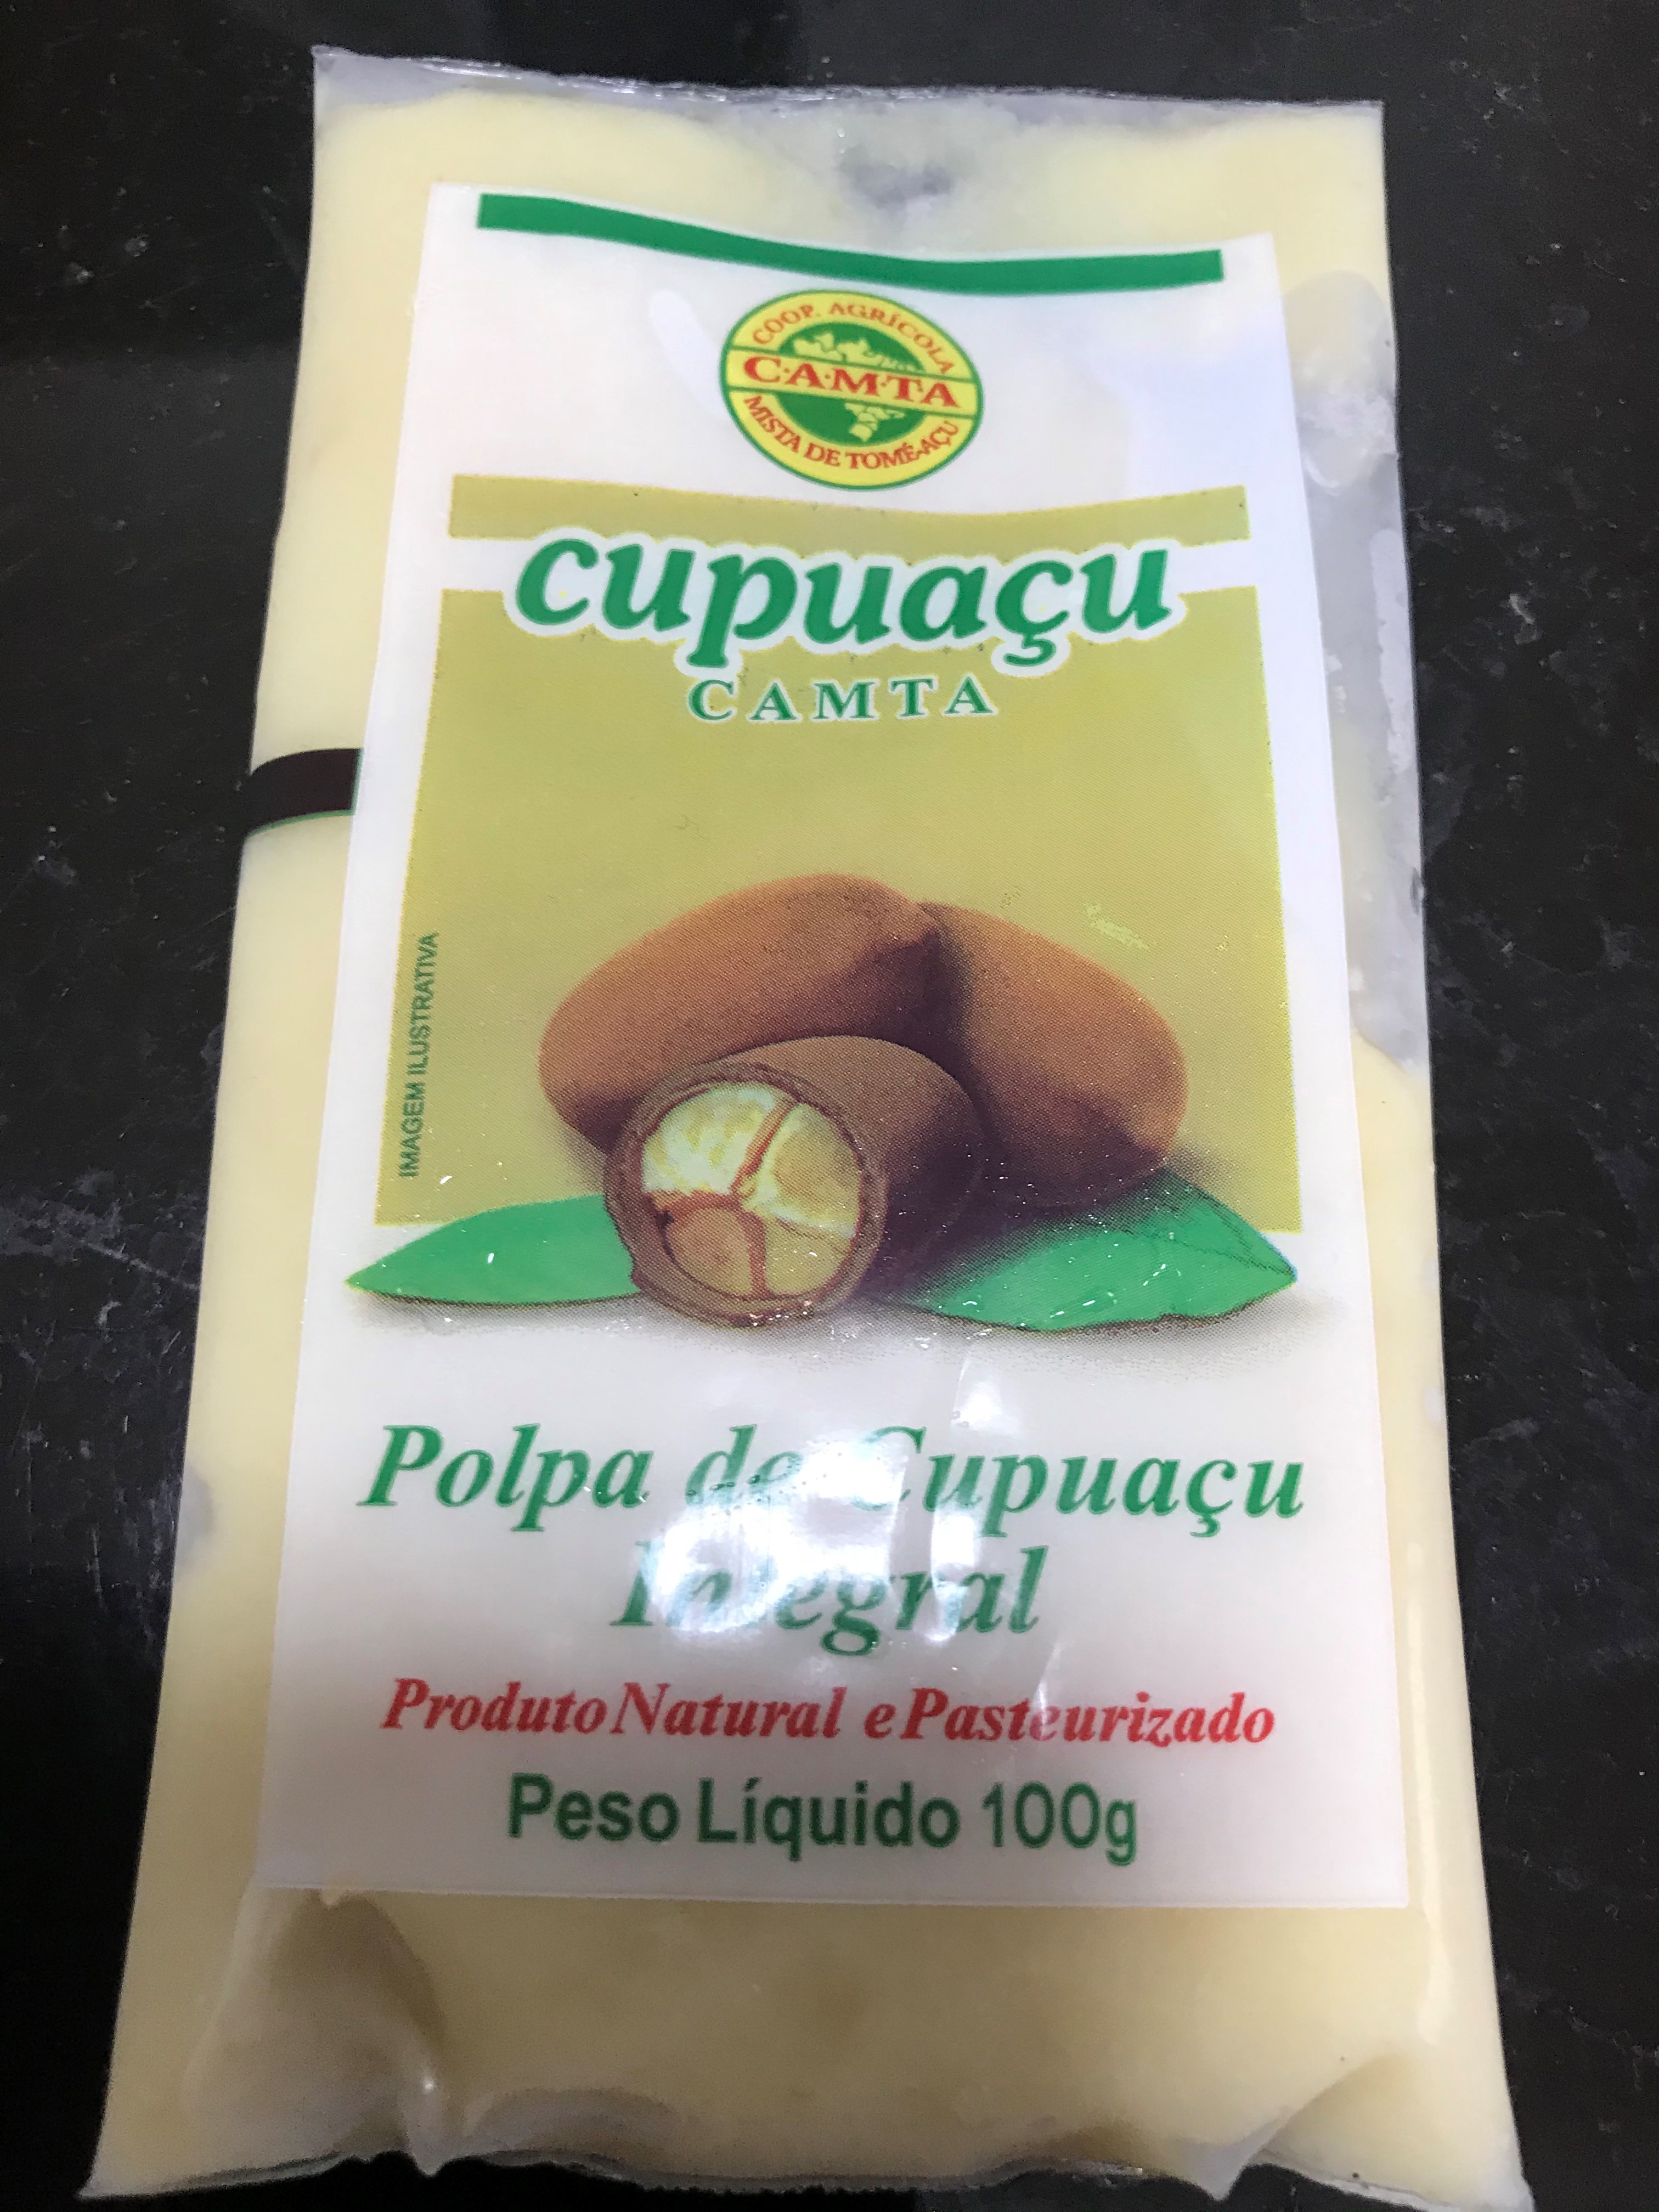 COOP. AGRÍCOLA
C·A·M·T·A
MISTA DE TOMÉ-AÇU
cupuaçu
CAMTA
IMAGEM ILUSTRATIVA
Polpa de Cupuaçu
Integral
Produto Natural e Pasteurizado
Peso Líquido 100g